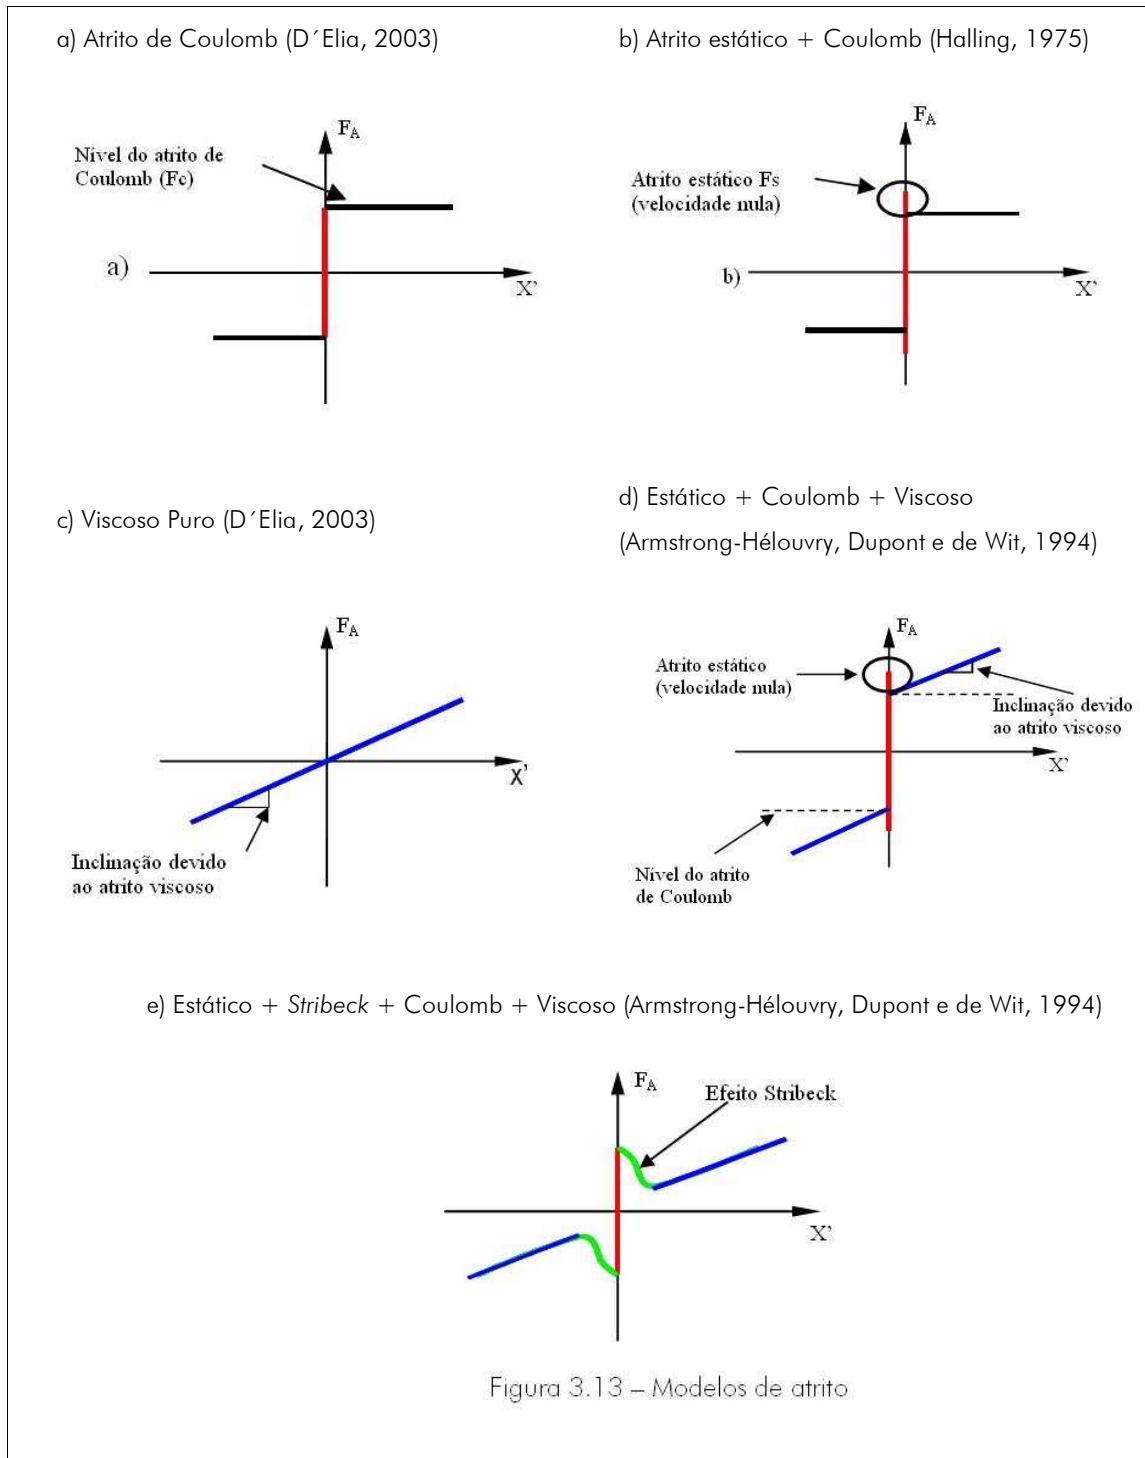 a) Atrito de Coulomb (D´Elia, 2003)
b) Atrito estático + Coulomb (Halling, 1975)
FA
Nível do atrito de
Coulomb (Fc)
a)
X'
FA
Atrito estático Fs
(velocidade nula)
b)
X'
c) Viscoso Puro (D´Elia, 2003)
d) Estático + Coulomb + Viscoso
(Armstrong-Hélouvry, Dupont e de Wit, 1994)
FA
X'
Inclinação devido
ao atrito viscoso
FA
Atrito estático
(velocidade nula)
Inclinação devido
ao atrito viscoso
X'
Nível do atrito
de Coulomb
e) Estático + Stribeck + Coulomb + Viscoso (Armstrong-Hélouvry, Dupont e de Wit, 1994)
FA
Efeito Stribeck
X'
Figura 3.13 – Modelos de atrito